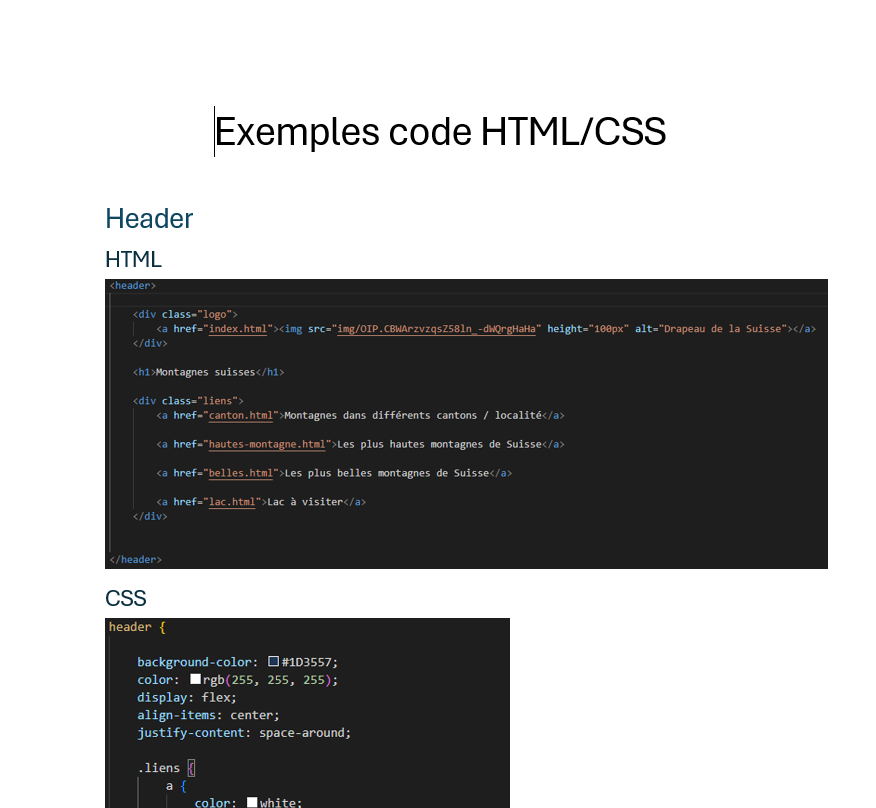 Exemples code HTML/CSS
Header
HTML
<header>
<div class="logo">
<a href="index.html"><img src="img/OIP.CBWArzvzqsZ58ln_-dWQrgHaHa" height="100px" alt="Drapeau de la Suisse"></a>
</div>
<h1>Montagnes suisses</h1>
<div class="liens">
<a href="canton.html">Montagnes dans différents cantons / localité</a>
<a href="hautes-montagne.html">Les plus hautes montagnes de Suisse</a>
<a href="belles.html">Les plus belles montagnes de Suisse</a>
<a href="lac.html">Lac à visiter</a>
</div>
</header>
CSS
header {
background-color: #1D3557;
color: rgb(255, 255, 255);
display: flex;
align-items: center;
justify-content: space-around;
.liens {
a {
color: white;